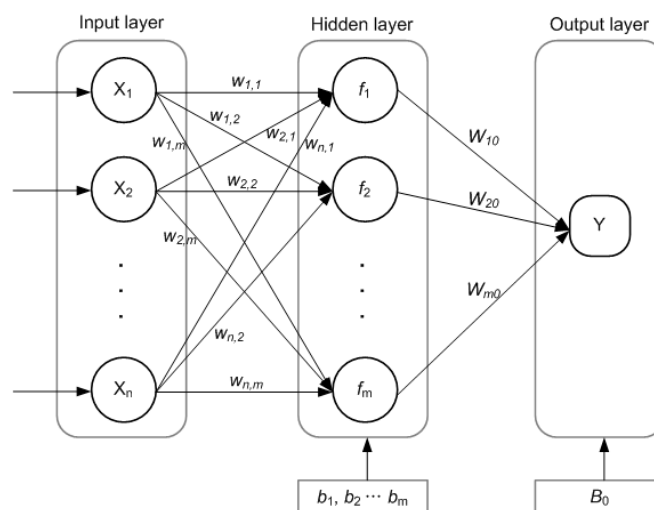 Input layer
Hidden layer
Output layer
X₁
w₁,₁
f₁
w₁,₂
w₂,₁
w₁,ₘ
wₙ,₁
W₁₀
X₂
w₂,₂
f₂
W₂₀
Y
w₂,ₘ
Wₘ₀
wₙ,₂
Xₙ
wₙ,ₘ
fₘ
b₁, b₂ ⋯ bₘ
B₀